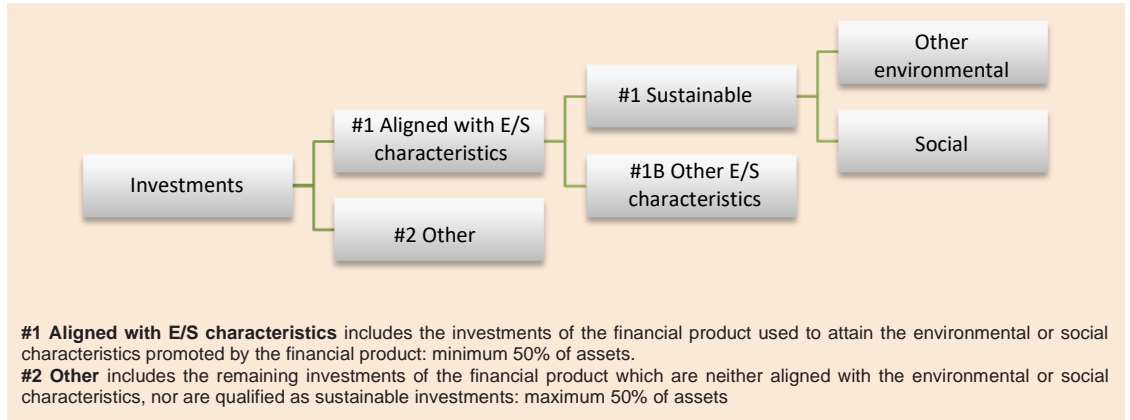 Other
environmental
#1 Sustainable
#1 Aligned with E/S
characteristics
Social
Investments
#1B Other E/S
characteristics
#2 Other
#1 Aligned with E/S characteristics includes the investments of the financial product used to attain the environmental or social
characteristics promoted by the financial product: minimum 50% of assets.
#2 Other includes the remaining investments of the financial product which are neither aligned with the environmental or social
characteristics, nor are qualified as sustainable investments: maximum 50% of assets